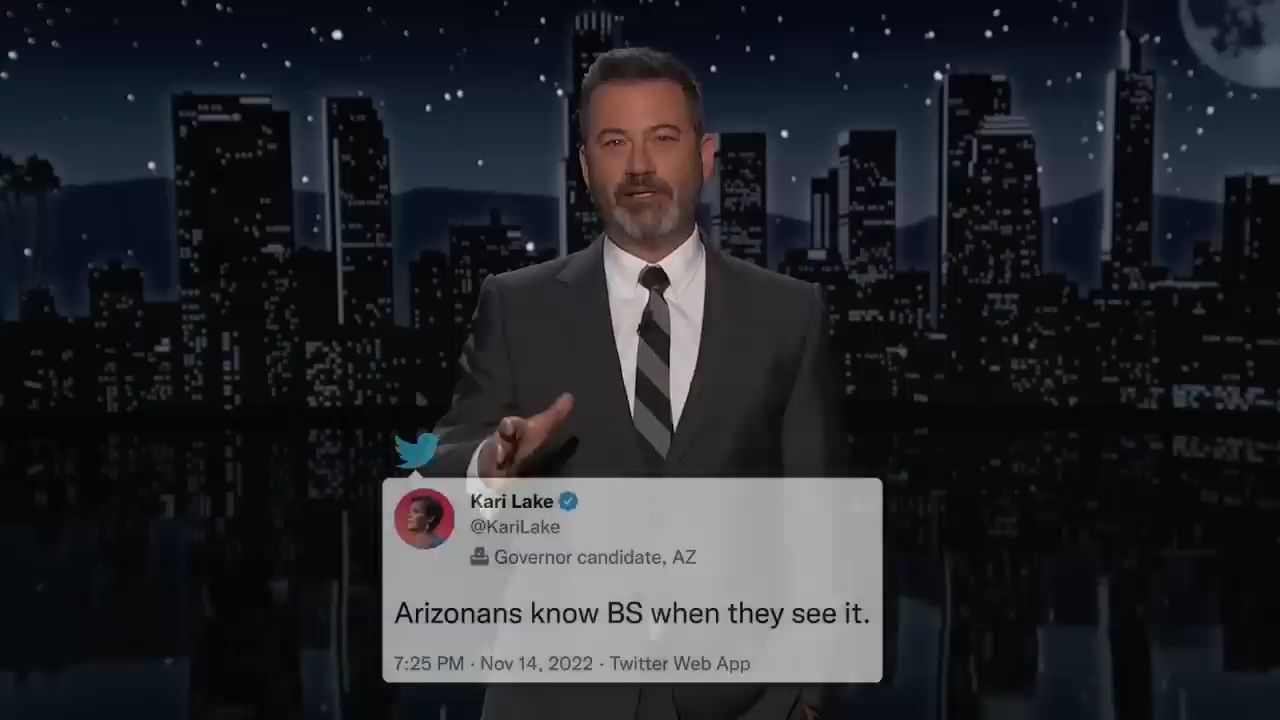 Kari Lake
@KariLake
Governor candidate, AZ
Arizonans know BS when they see it.
7:25 PM · Nov 14, 2022 · Twitter Web App